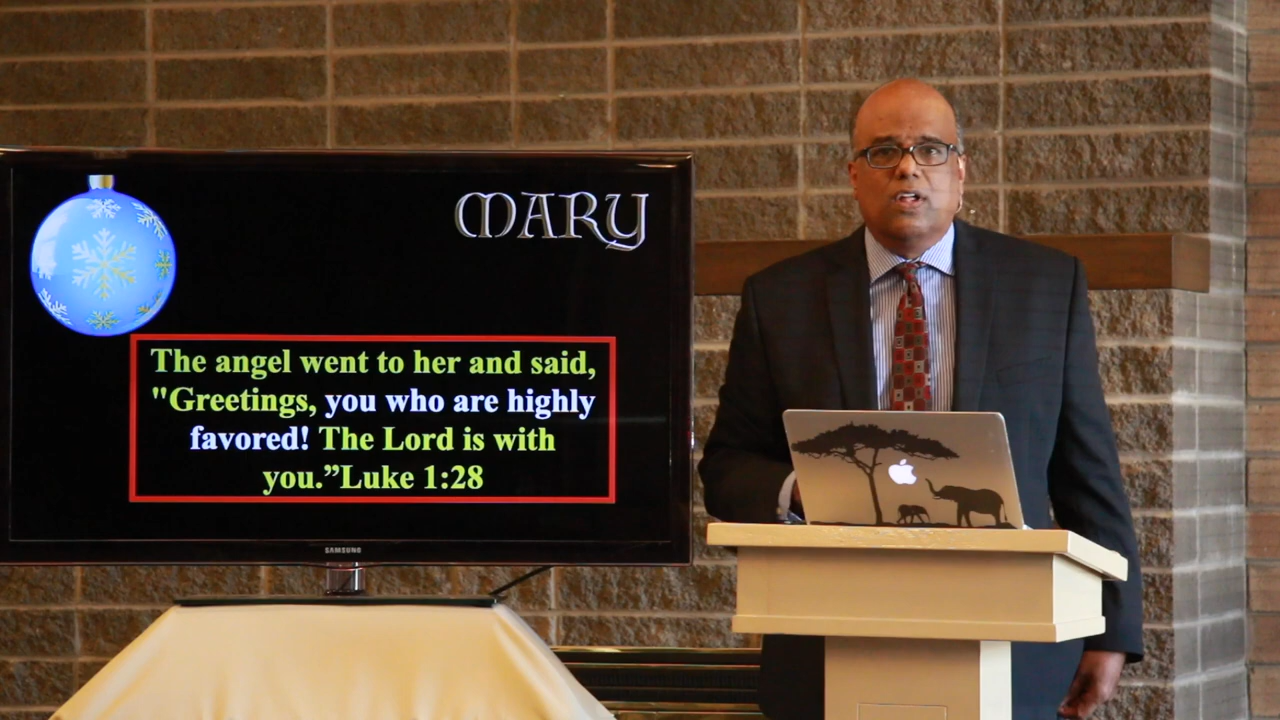 MARY
The angel went to her and said,
"Greetings, you who are highly
favored! The Lord is with
you.”Luke 1:28
SAMSUNG